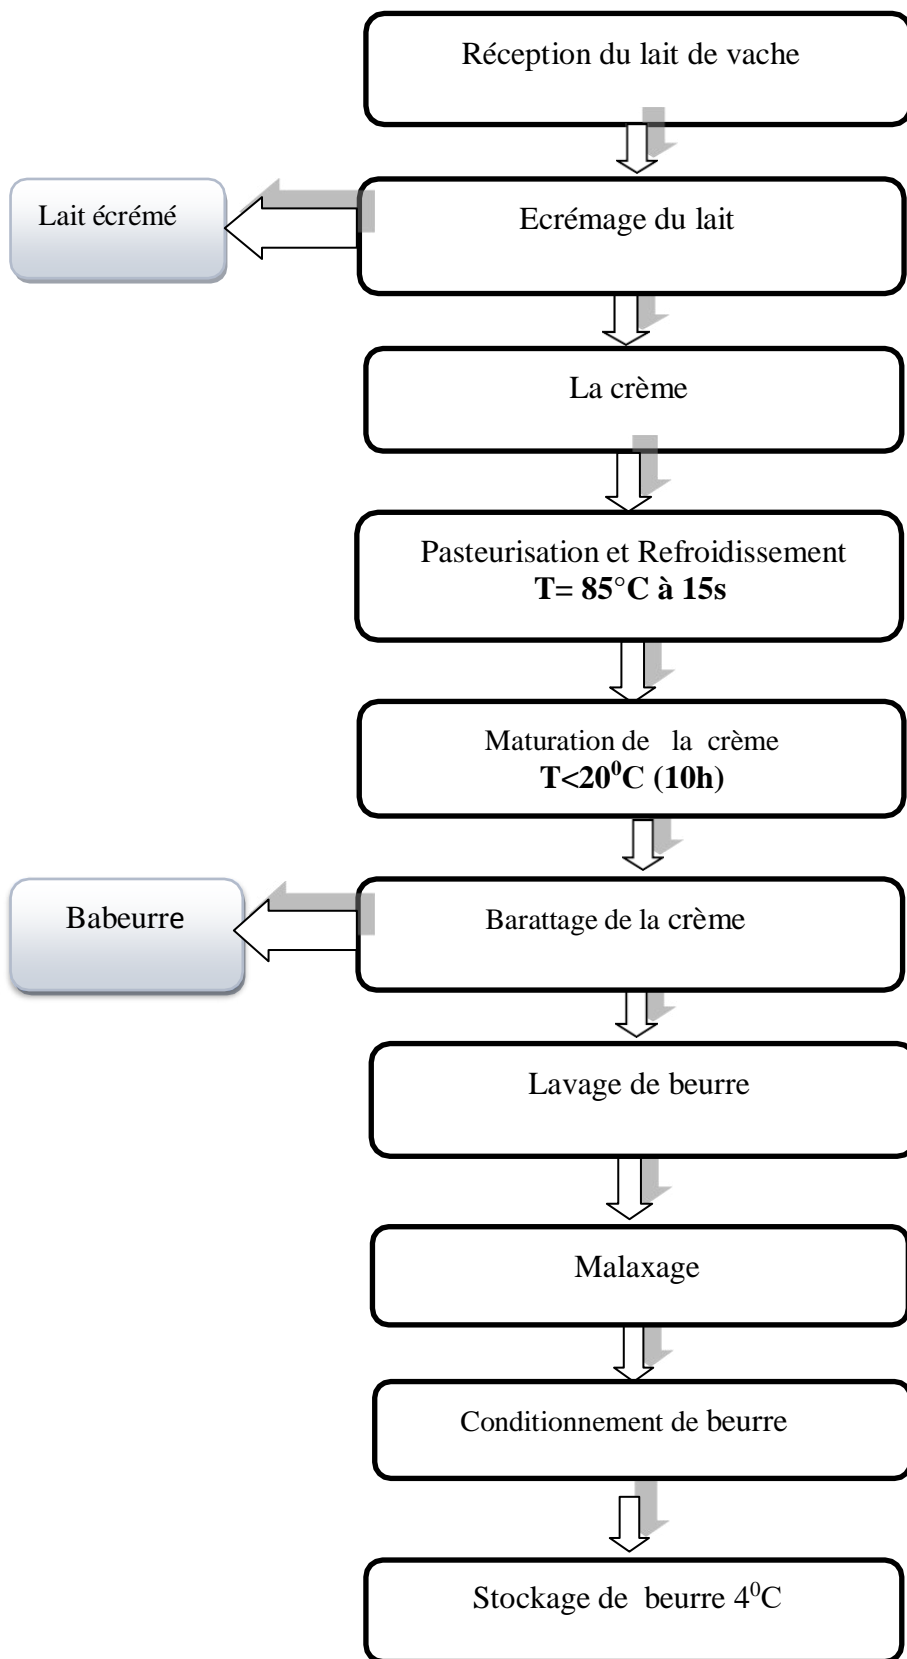 Réception du lait de vache
Lait écrémé
Ecrémage du lait
La crème
Pasteurisation et Refroidissement
T= 85°C à 15s
Maturation de la crème
T<20⁰C (10h)
Babeurre
Barattage de la crème
Lavage de beurre
Malaxage
Conditionnement de beurre
Stockage de beurre 4⁰C